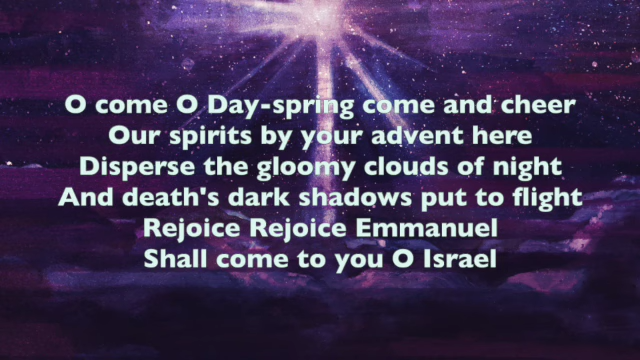 O come O Day-spring come and cheer
Our spirits by your advent here
Disperse the gloomy clouds of night
And death's dark shadows put to flight
Rejoice Rejoice Emmanuel
Shall come to you O Israel